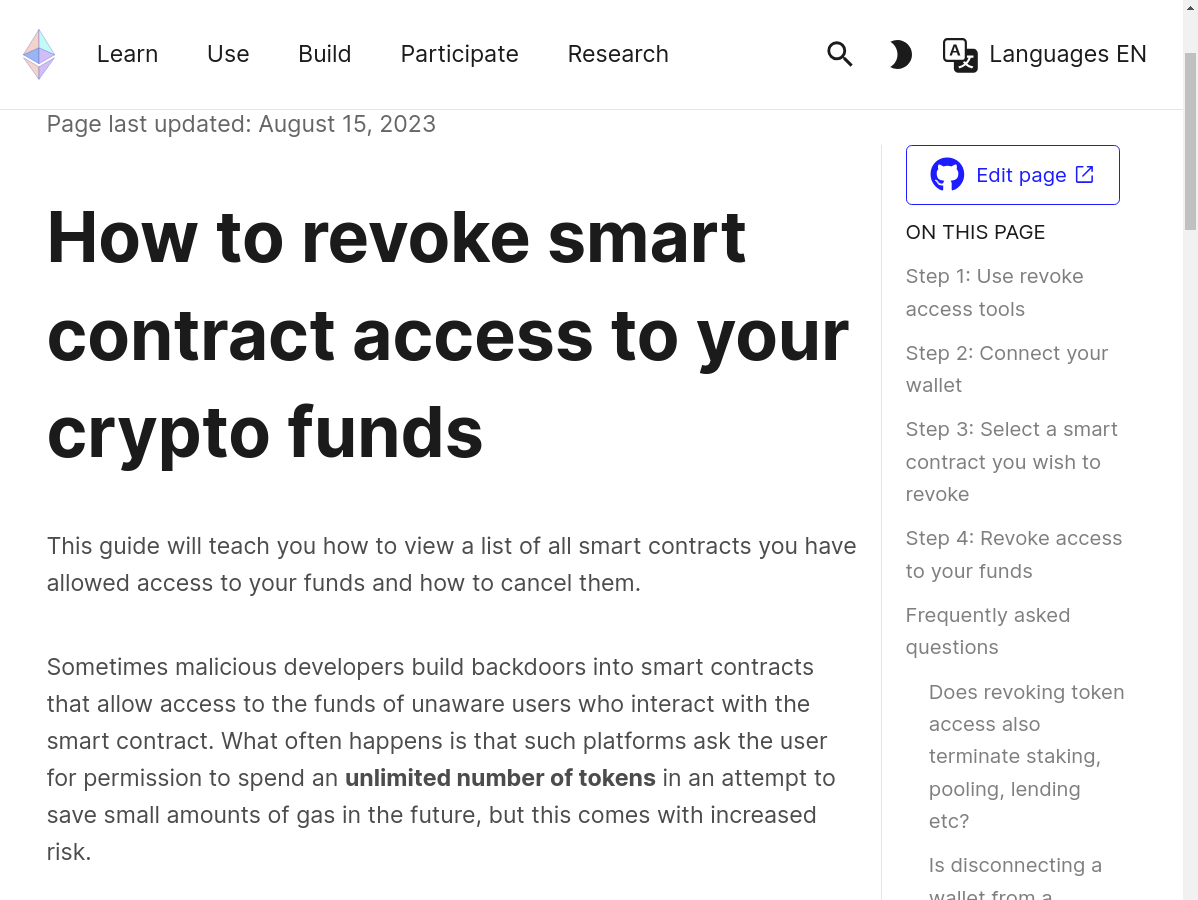 Learn Use Build Participate Research Languages EN
Page last updated: August 15, 2023
How to revoke smart
contract access to your
crypto funds
This guide will teach you how to view a list of all smart contracts you have
allowed access to your funds and how to cancel them.
Sometimes malicious developers build backdoors into smart contracts
that allow access to the funds of unaware users who interact with the
smart contract. What often happens is that such platforms ask the user
for permission to spend an unlimited number of tokens in an attempt to
save small amounts of gas in the future, but this comes with increased
risk.
Edit page
ON THIS PAGE
Step 1: Use revoke
access tools
Step 2: Connect your
wallet
Step 3: Select a smart
contract you wish to
revoke
Step 4: Revoke access
to your funds
Frequently asked
questions
Does revoking token
access also
terminate staking,
pooling, lending
etc?
Is disconnecting a
wallet from a